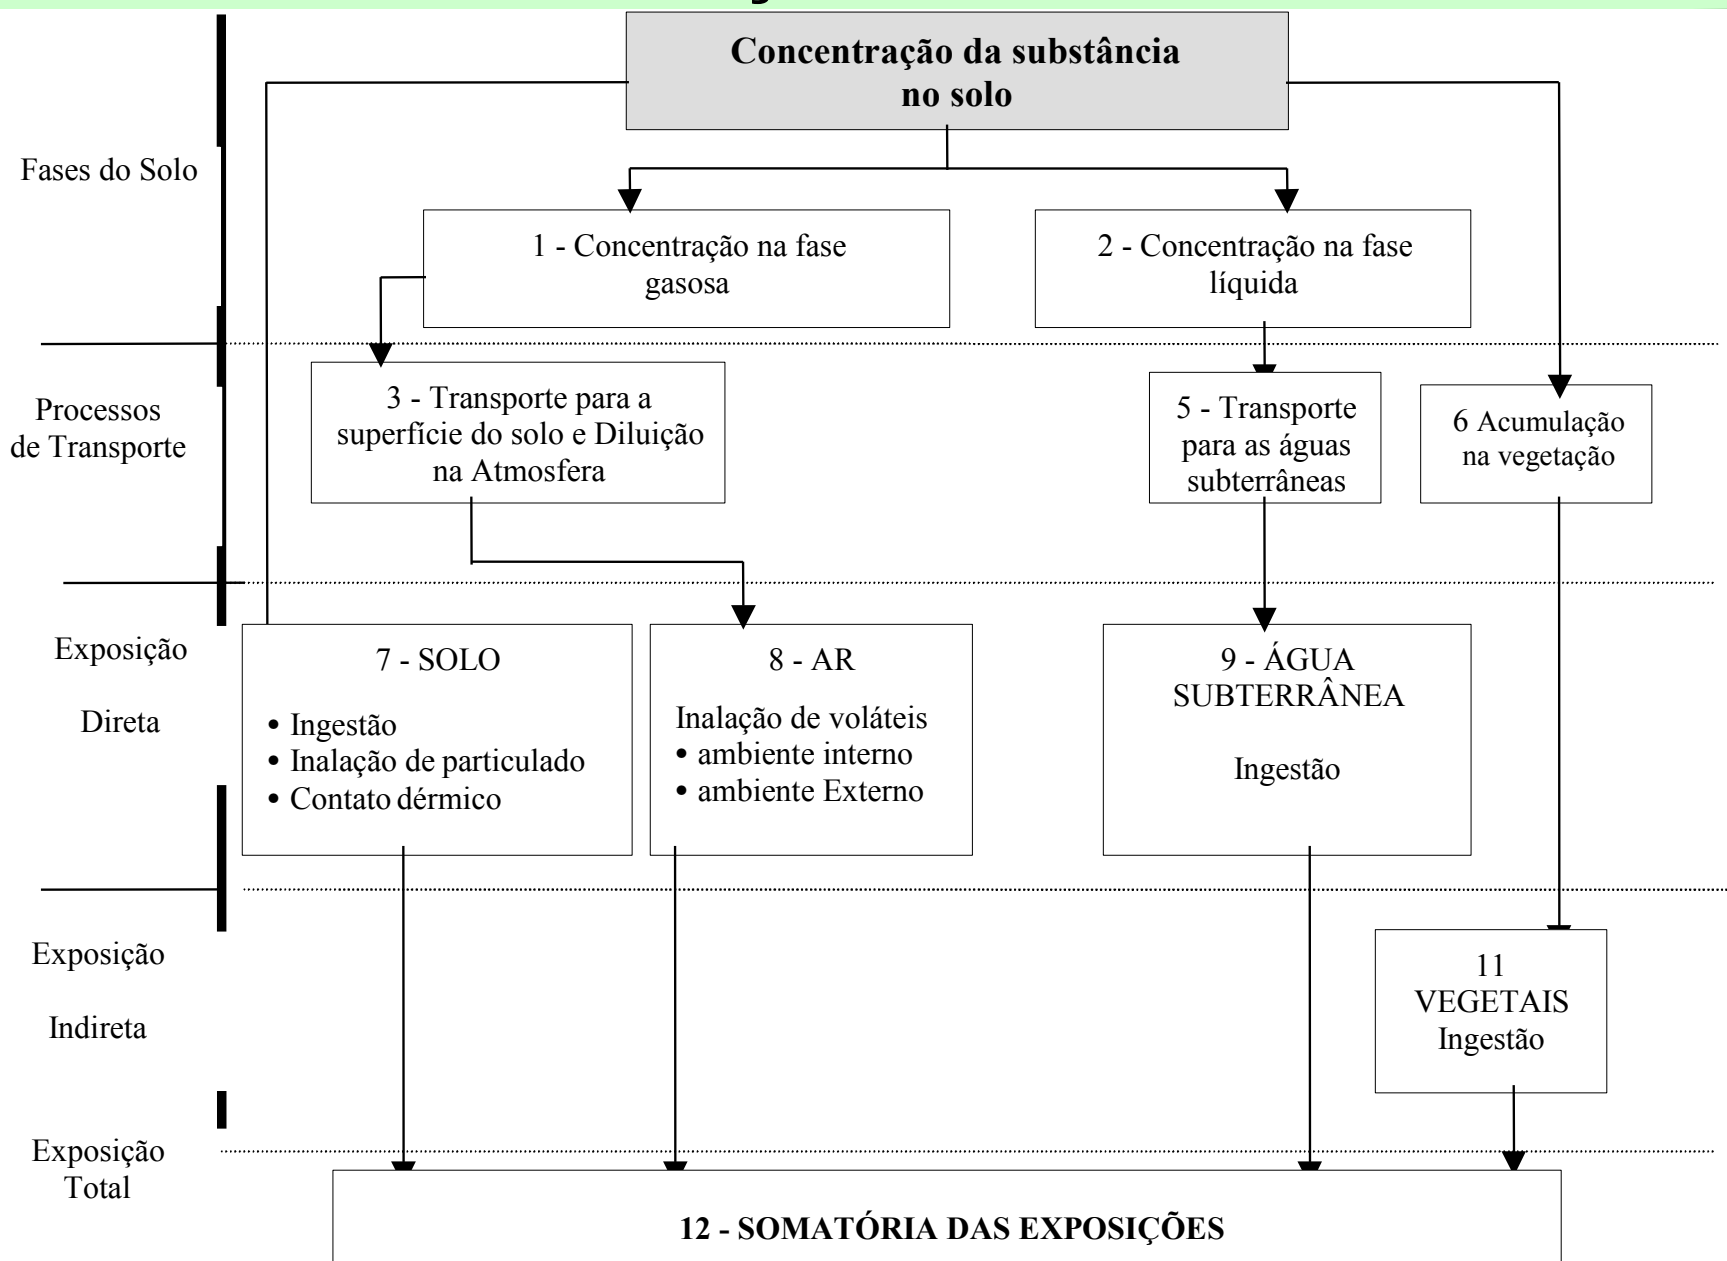 Concentração da substância
no solo
Fases do Solo
1 - Concentração na fase
gasosa
2 - Concentração na fase
líquida
Processos
de Transporte
3 - Transporte para a
superfície do solo e Diluição
na Atmosfera
5 - Transporte
para as águas
subterrâneas
6 Acumulação
na vegetação
Exposição
Direta
7 - SOLO
• Ingestão
• Inalação de particulado
• Contato dérmico
8 - AR
Inalação de voláteis
• ambiente interno
• ambiente Externo
9 - ÁGUA
SUBTERRÂNEA
Ingestão
Exposição
Indireta
11
VEGETAIS
Ingestão
Exposição
Total
12 - SOMATÓRIA DAS EXPOSIÇÕES